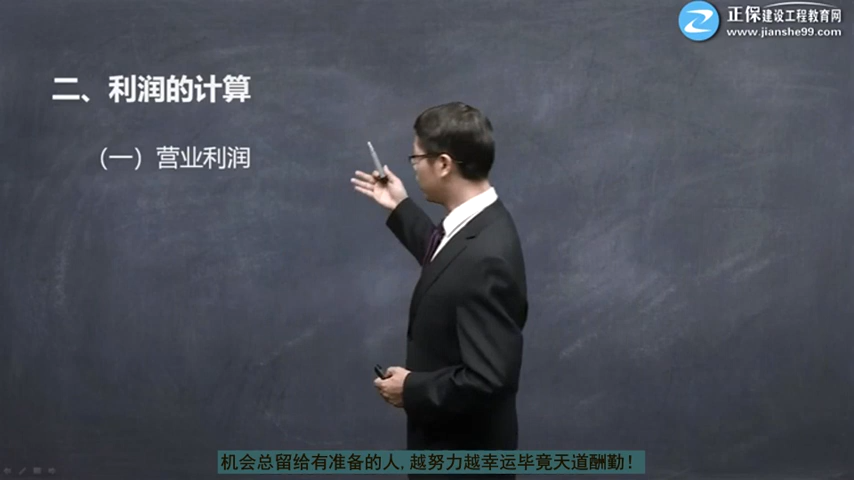 正保建设工程教育网
www.jianshe99.com
二、利润的计算
（一）营业利润
机会总留给有准备的人,越努力越幸运毕竟天道酬勤！